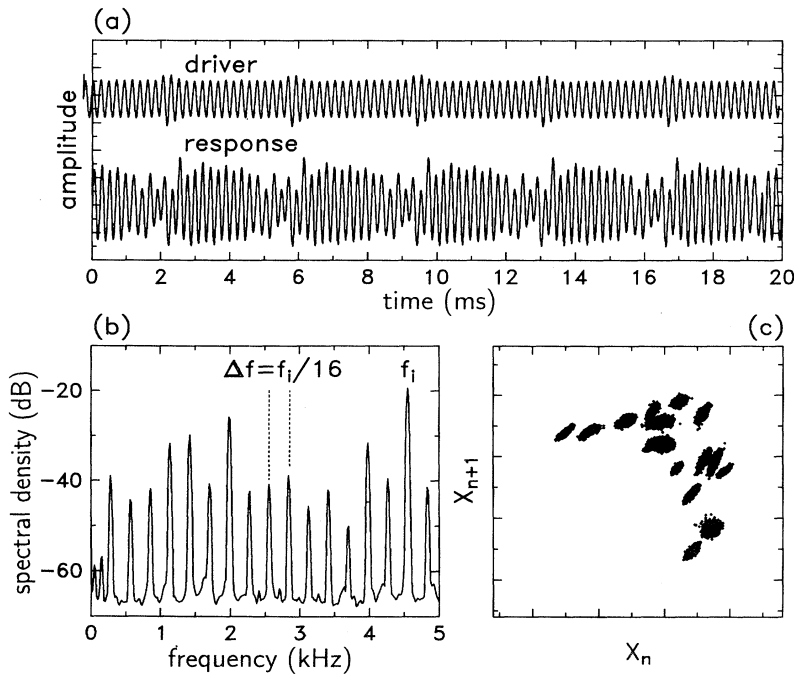 (a)
driver
response
amplitude
0 2 4 6 8 10 12 14 16 18 20
time (ms)
(b)
Δf=fᵢ/16
fᵢ
−20
−40
−60
spectral density (dB)
0 1 2 3 4 5
frequency (kHz)
(c)
Xₙ₊₁
Xₙ